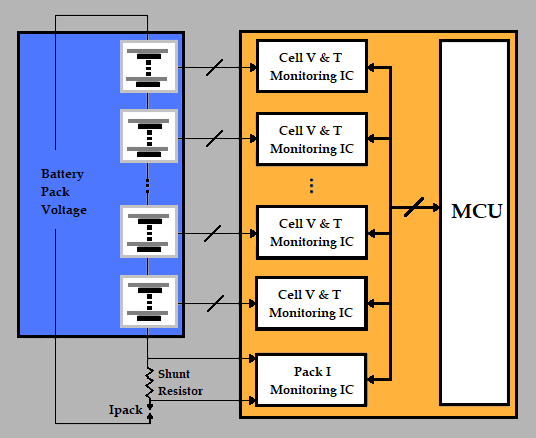 Cell V & T
Monitoring IC
Cell V & T
Monitoring IC
Battery
Pack
Voltage
MCU
Cell V & T
Monitoring IC
Cell V & T
Monitoring IC
Shunt
Resistor
Pack I
Monitoring IC
Ipack